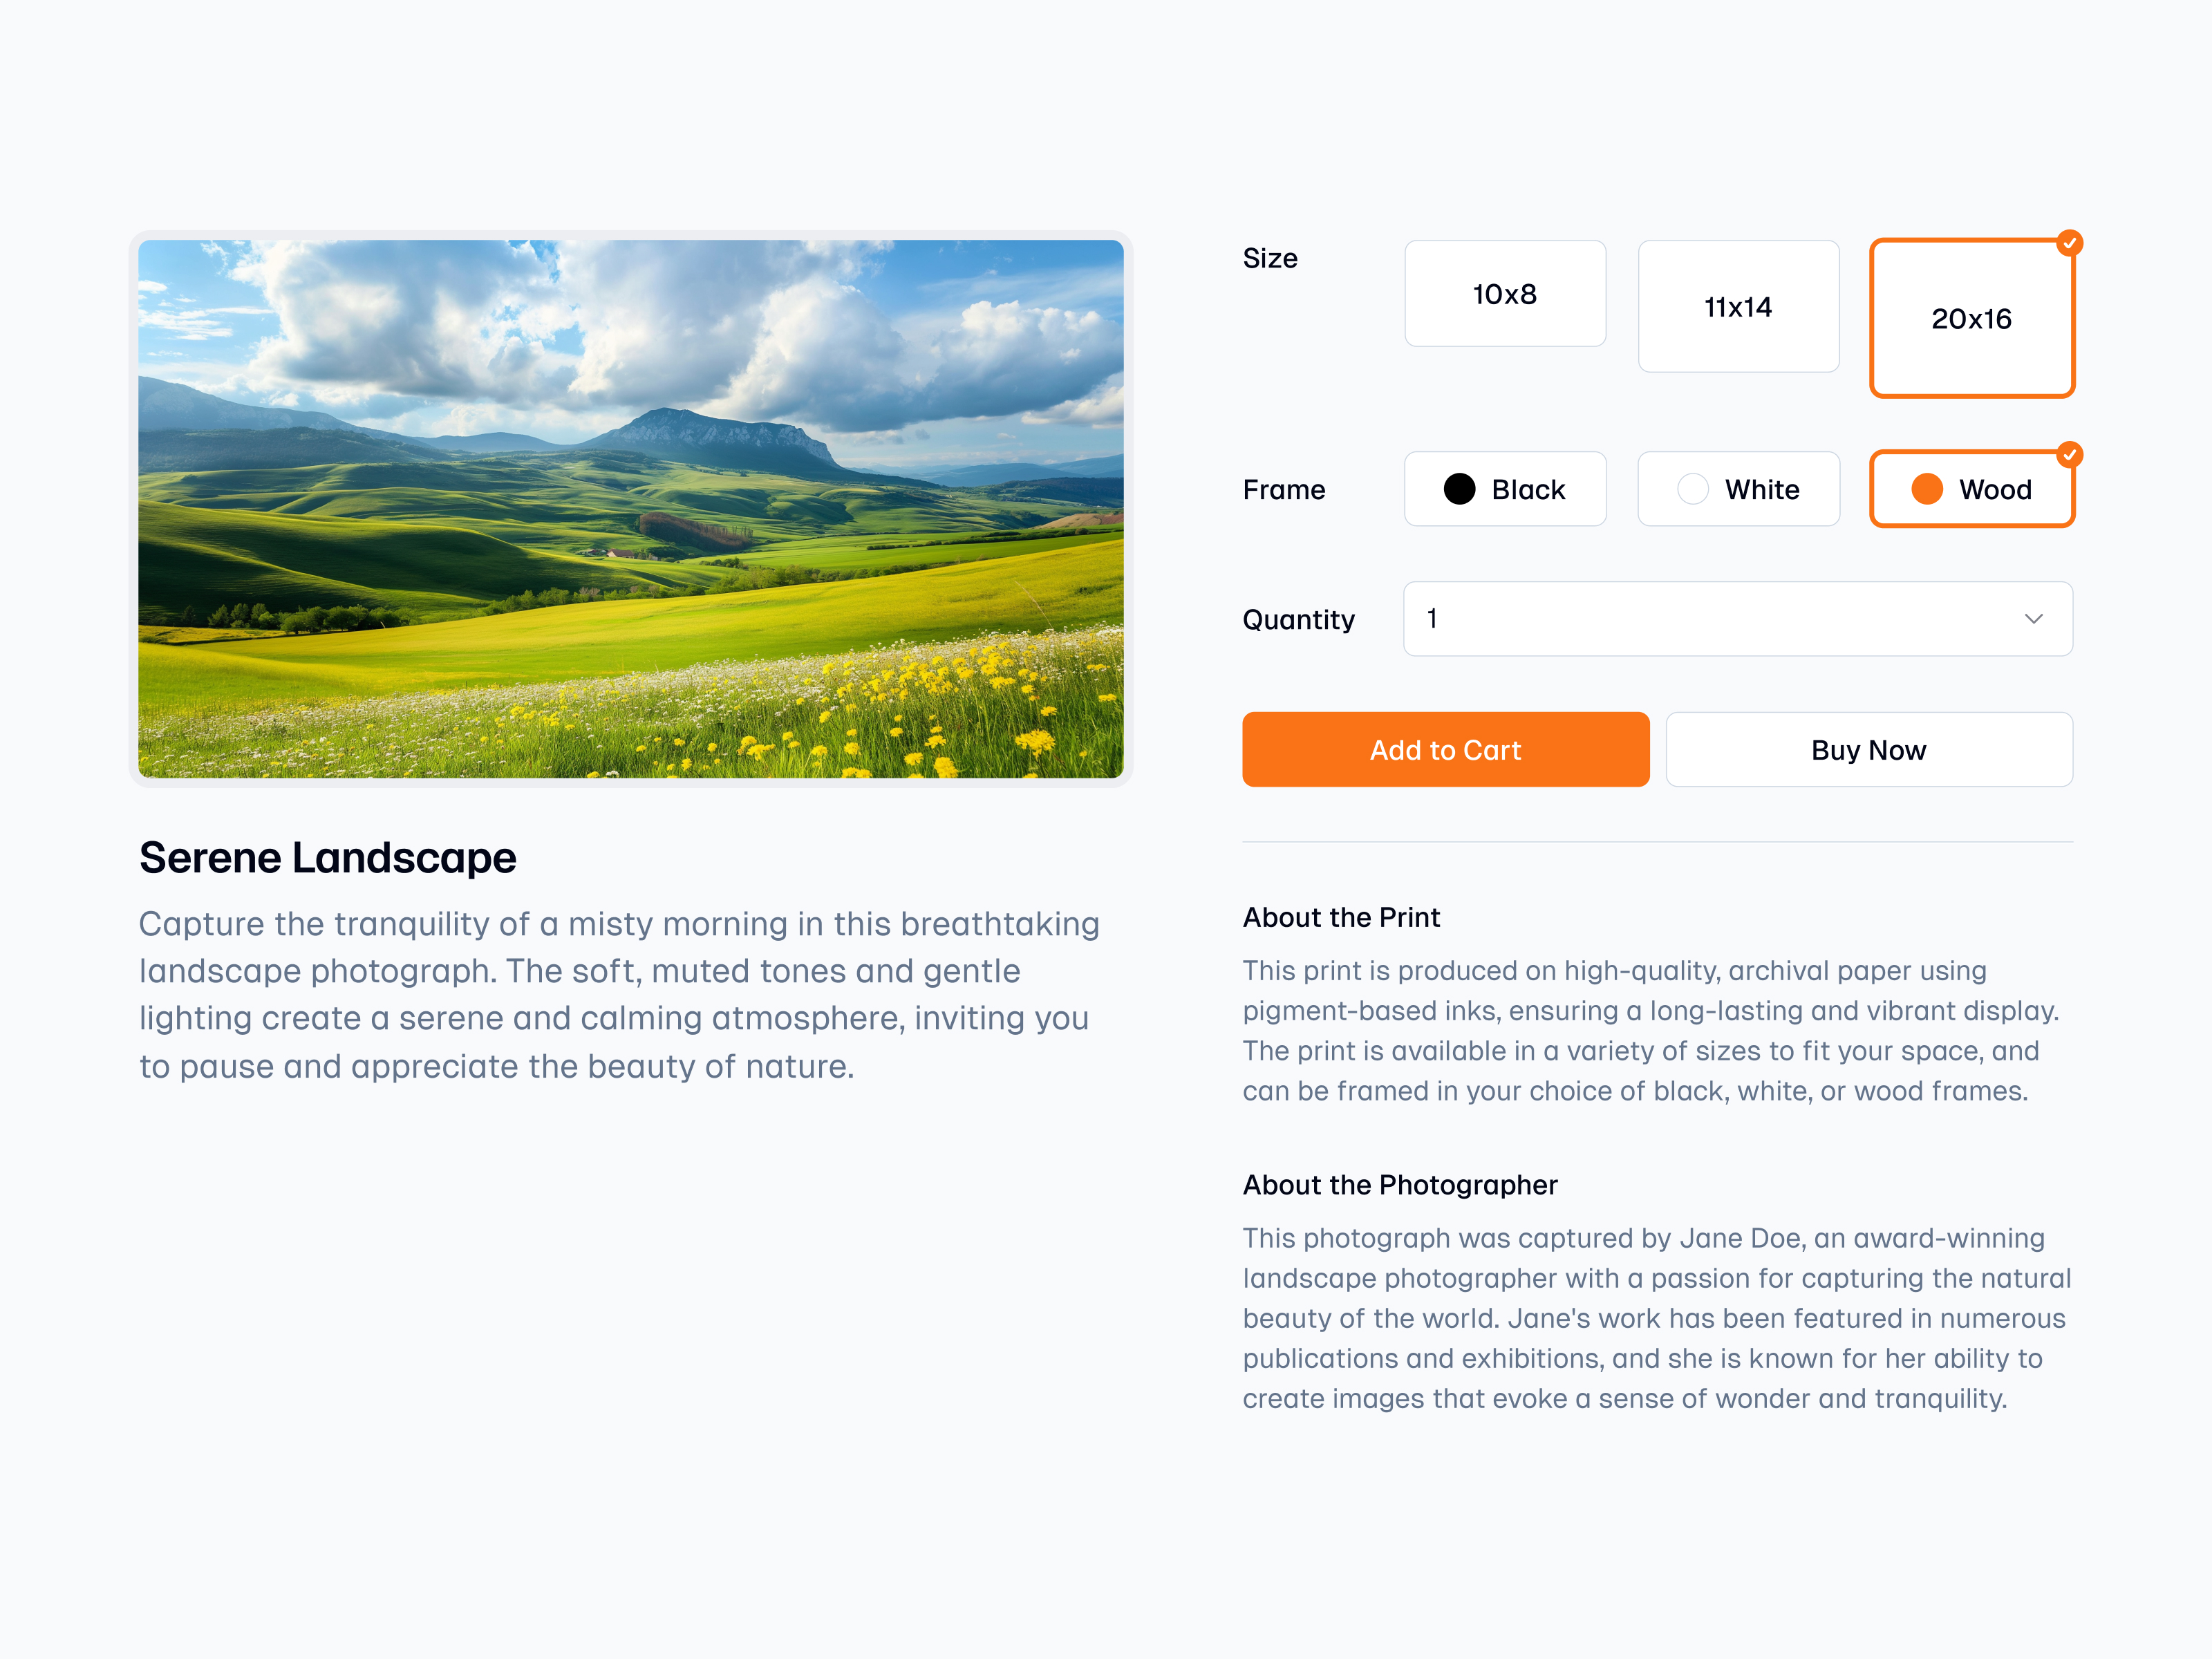 Size
10x8
11x14
20x16
Frame
Black
White
Wood
Quantity
1
Add to Cart
Buy Now
Serene Landscape
Capture the tranquility of a misty morning in this breathtaking
landscape photograph. The soft, muted tones and gentle
lighting create a serene and calming atmosphere, inviting you
to pause and appreciate the beauty of nature.
About the Print
This print is produced on high-quality, archival paper using
pigment-based inks, ensuring a long-lasting and vibrant display.
The print is available in a variety of sizes to fit your space, and
can be framed in your choice of black, white, or wood frames.
About the Photographer
This photograph was captured by Jane Doe, an award-winning
landscape photographer with a passion for capturing the natural
beauty of the world. Jane's work has been featured in numerous
publications and exhibitions, and she is known for her ability to
create images that evoke a sense of wonder and tranquility.